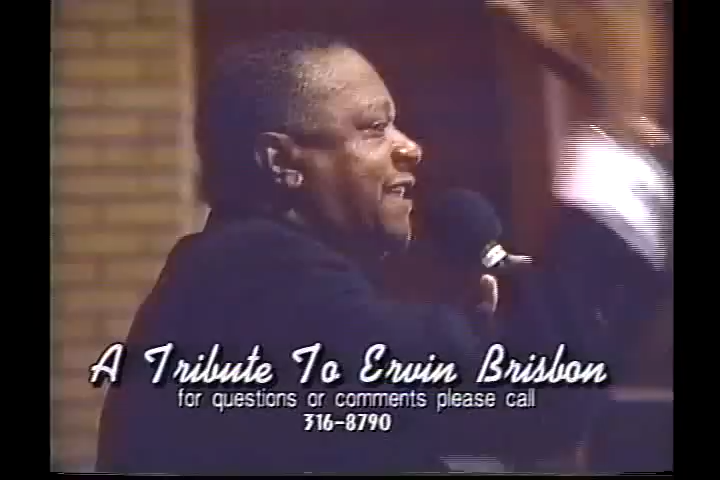 A Tribute To Ervin Brisbon
for questions or comments please call
316-8790